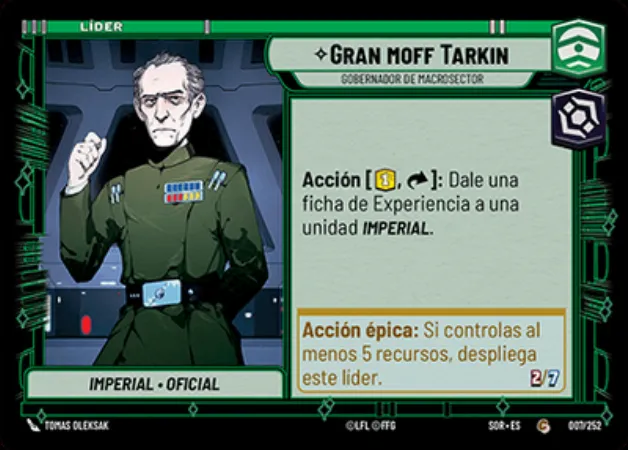 LÍDER
GRAN MOFF TARKIN
GOBERNADOR DE MACROSECTOR
Acción [1, ]: Dale una
ficha de Experiencia a una
unidad IMPERIAL.
Acción épica: Si controlas al
menos 5 recursos, despliega
este líder.
2/7
IMPERIAL • OFICIAL
TOMAS OLEKSAK
©LFL ©FFG
SOR • ES
C
007/252